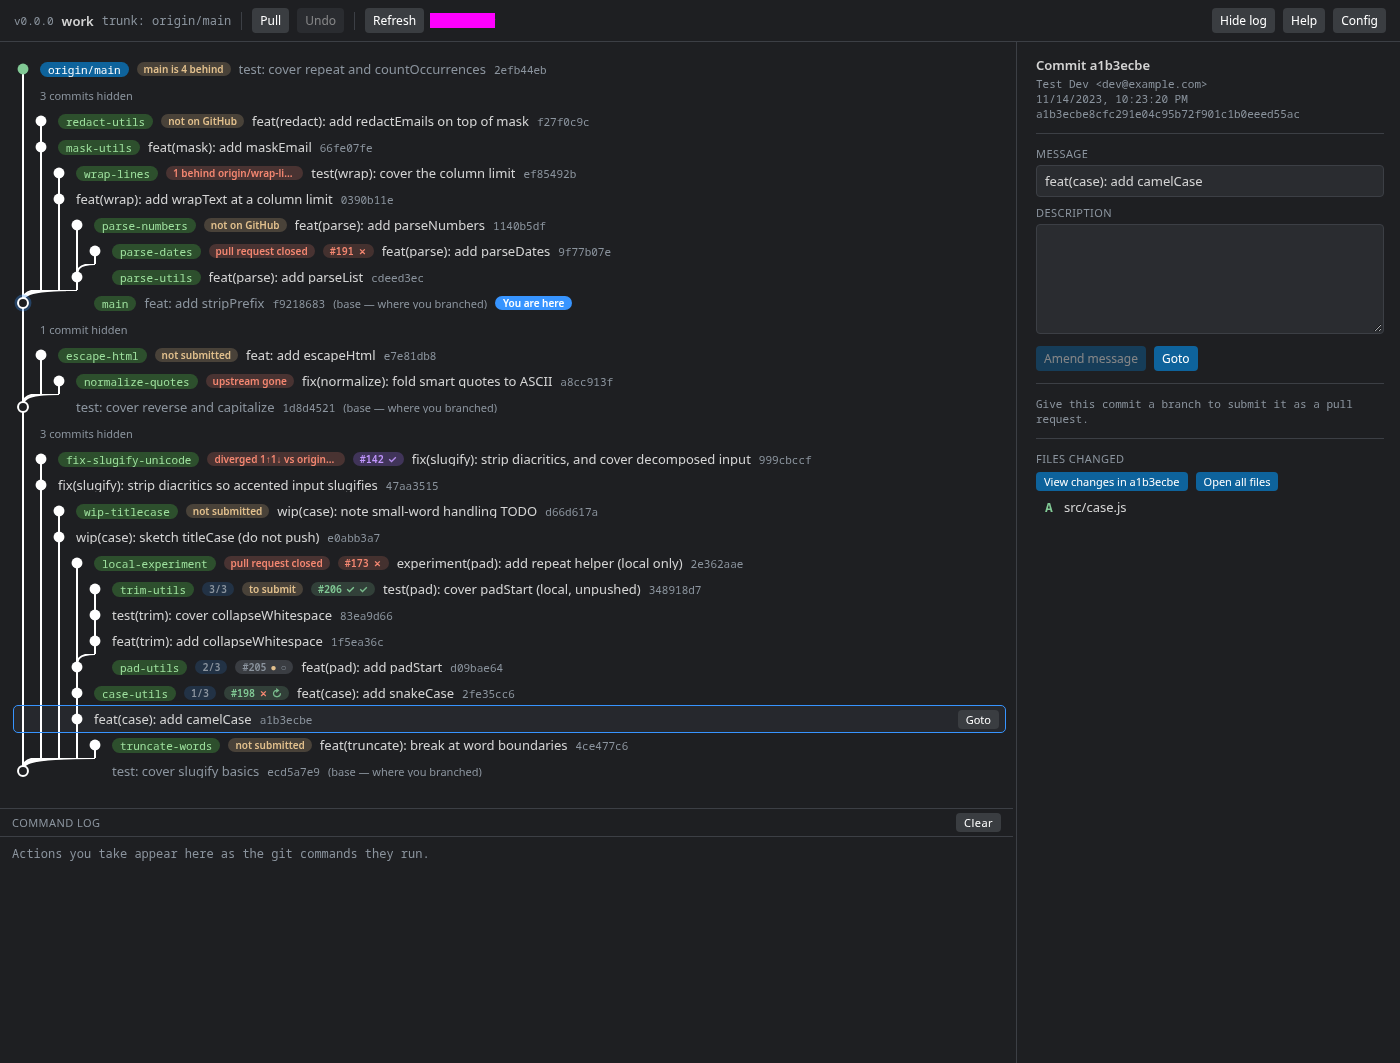 v0.0.0 work trunk: origin/main Pull Undo Refresh Hide log Help Config
origin/main main is 4 behind test: cover repeat and countOccurrences 2efb44eb
3 commits hidden
redact-utils not on GitHub feat(redact): add redactEmails on top of mask f27f0c9c
mask-utils feat(mask): add maskEmail 66fe07fe
wrap-lines 1 behind origin/wrap-li... test(wrap): cover the column limit ef85492b
feat(wrap): add wrapText at a column limit 0390b11e
parse-numbers not on GitHub feat(parse): add parseNumbers 1140b5df
parse-dates pull request closed #191 × feat(parse): add parseDates 9f77b07e
parse-utils feat(parse): add parseList cdeed3ec
main feat: add stripPrefix f9218683 (base — where you branched) You are here
1 commit hidden
escape-html not submitted feat: add escapeHtml e7e81db8
normalize-quotes upstream gone fix(normalize): fold smart quotes to ASCII a8cc913f
test: cover reverse and capitalize 1d8d4521 (base — where you branched)
3 commits hidden
fix-slugify-unicode diverged 1↑1↓ vs origin... #142 ✓ fix(slugify): strip diacritics, and cover decomposed input 999cbccf
fix(slugify): strip diacritics so accented input slugifies 47aa3515
wip-titlecase not submitted wip(case): note small-word handling TODO d66d617a
wip(case): sketch titleCase (do not push) e0abb3a7
local-experiment pull request closed #173 × experiment(pad): add repeat helper (local only) 2e362aae
trim-utils 3/3 to submit #206 ✓ ✓ test(pad): cover padStart (local, unpushed) 348918d7
test(trim): cover collapseWhitespace 83ea9d66
feat(trim): add collapseWhitespace 1f5ea36c
pad-utils 2/3 #205 ● ○ feat(pad): add padStart d09bae64
case-utils 1/3 #198 × ↻ feat(case): add snakeCase 2fe35cc6
feat(case): add camelCase a1b3ecbe Goto
truncate-words not submitted feat(truncate): break at word boundaries 4ce477c6
test: cover slugify basics ecd5a7e9 (base — where you branched)
COMMAND LOG Clear
Actions you take appear here as the git commands they run.
Commit a1b3ecbe
Test Dev <dev@example.com>
11/14/2023, 10:23:20 PM
a1b3ecbe8cfc291e04c95b72f901c1b0eeed55ac
MESSAGE
feat(case): add camelCase
DESCRIPTION
Amend message Goto
Give this commit a branch to submit it as a pull
request.
FILES CHANGED
View changes in a1b3ecbe Open all files
A src/case.js